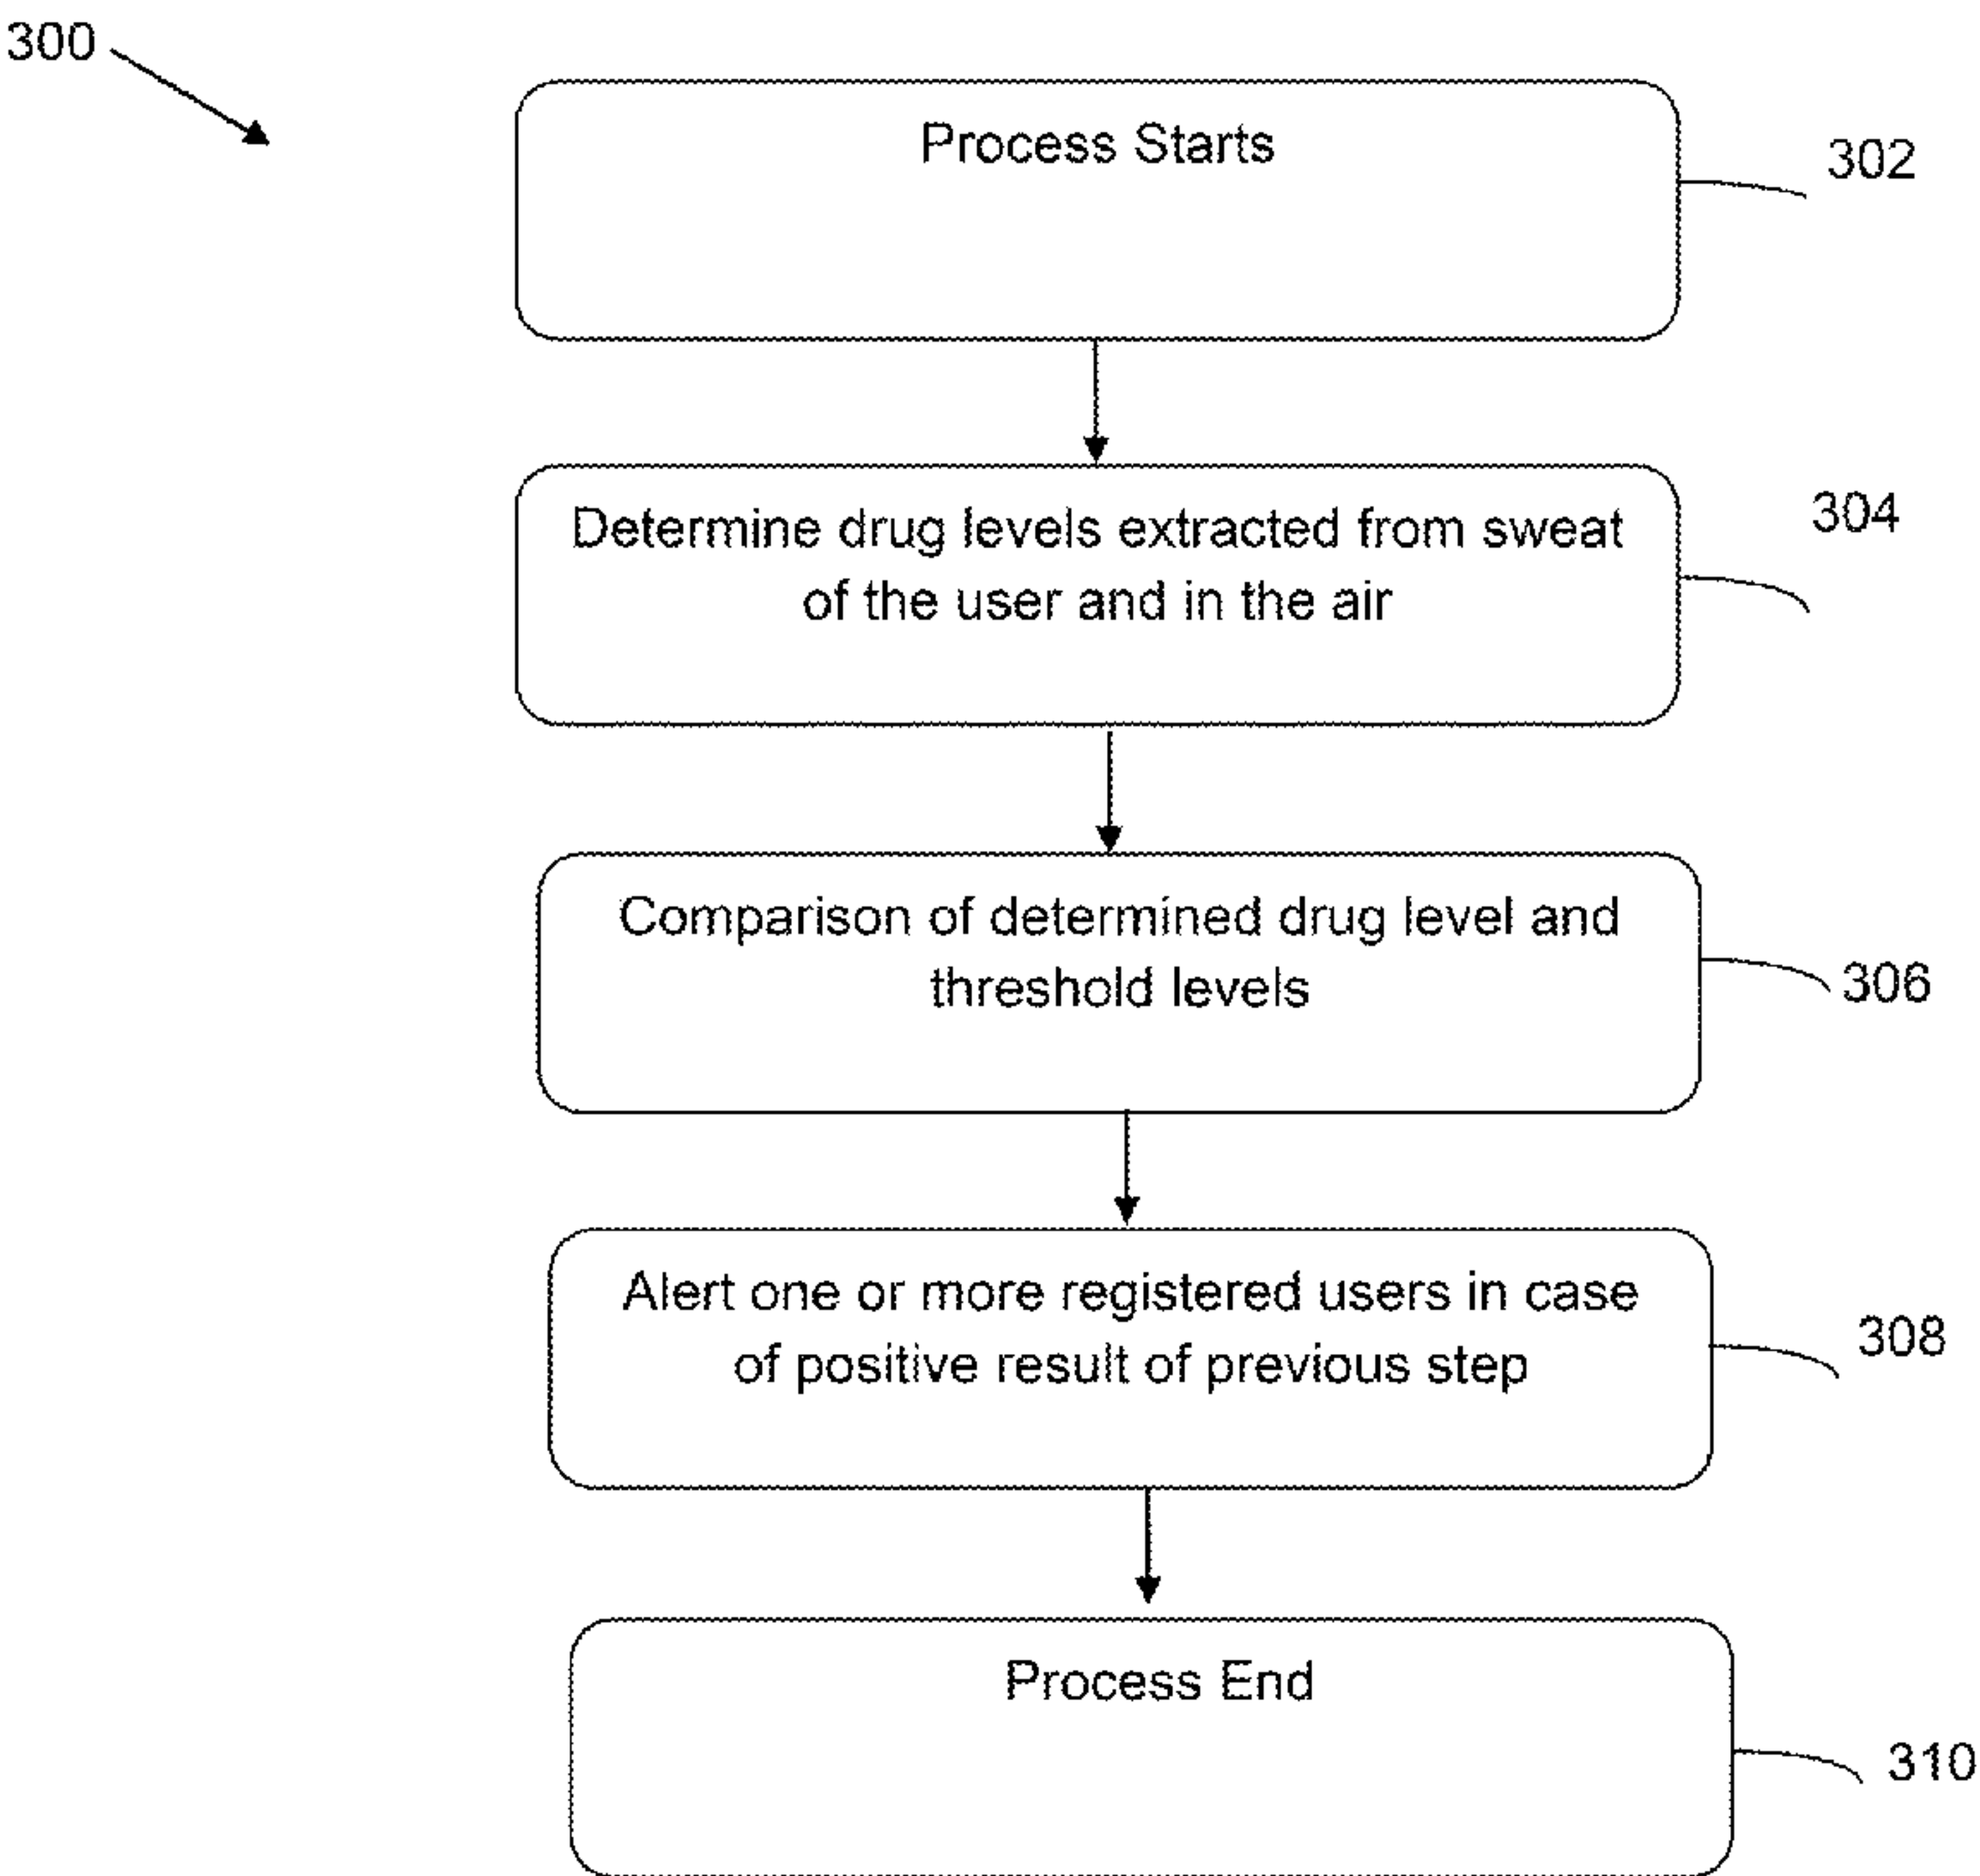 300
Process Starts
302
Determine drug levels extracted from sweat
of the user and in the air
304
Comparison of determined drug level and
threshold levels
306
Alert one or more registered users in case
of positive result of previous step
308
Process End
310